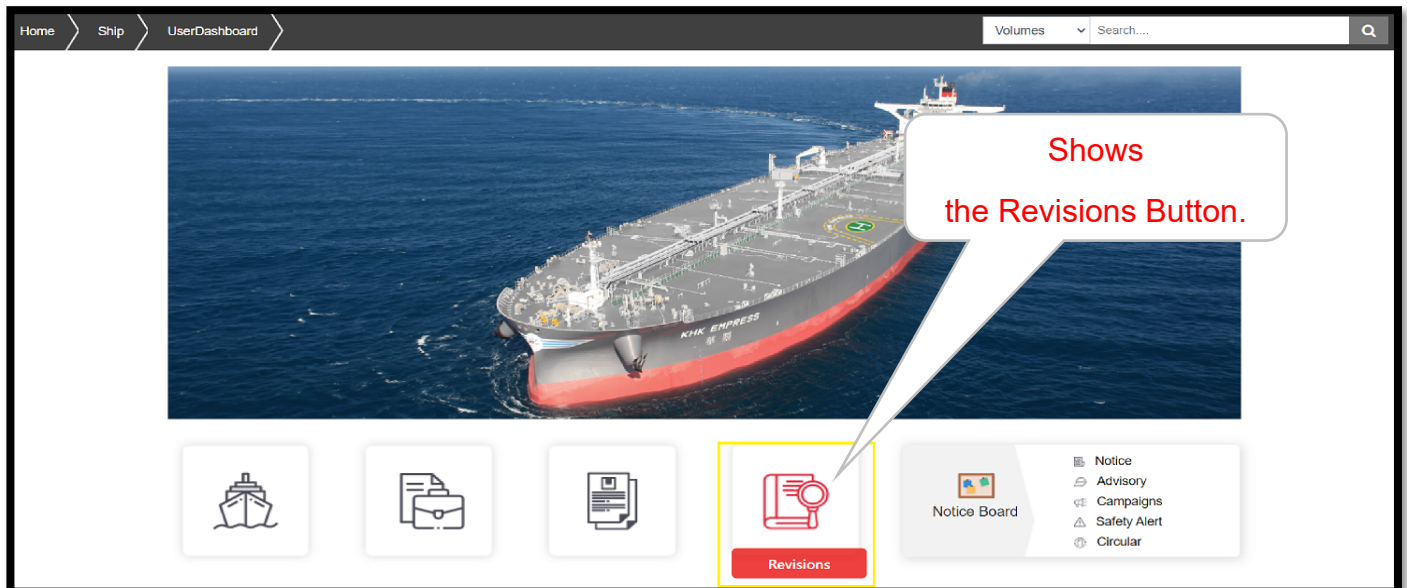 Home Ship UserDashboard Volumes Search....
Shows
the Revisions Button.
KHK EMPRESS
Notice Board
Notice
Advisory
Campaigns
Safety Alert
Circular
Revisions